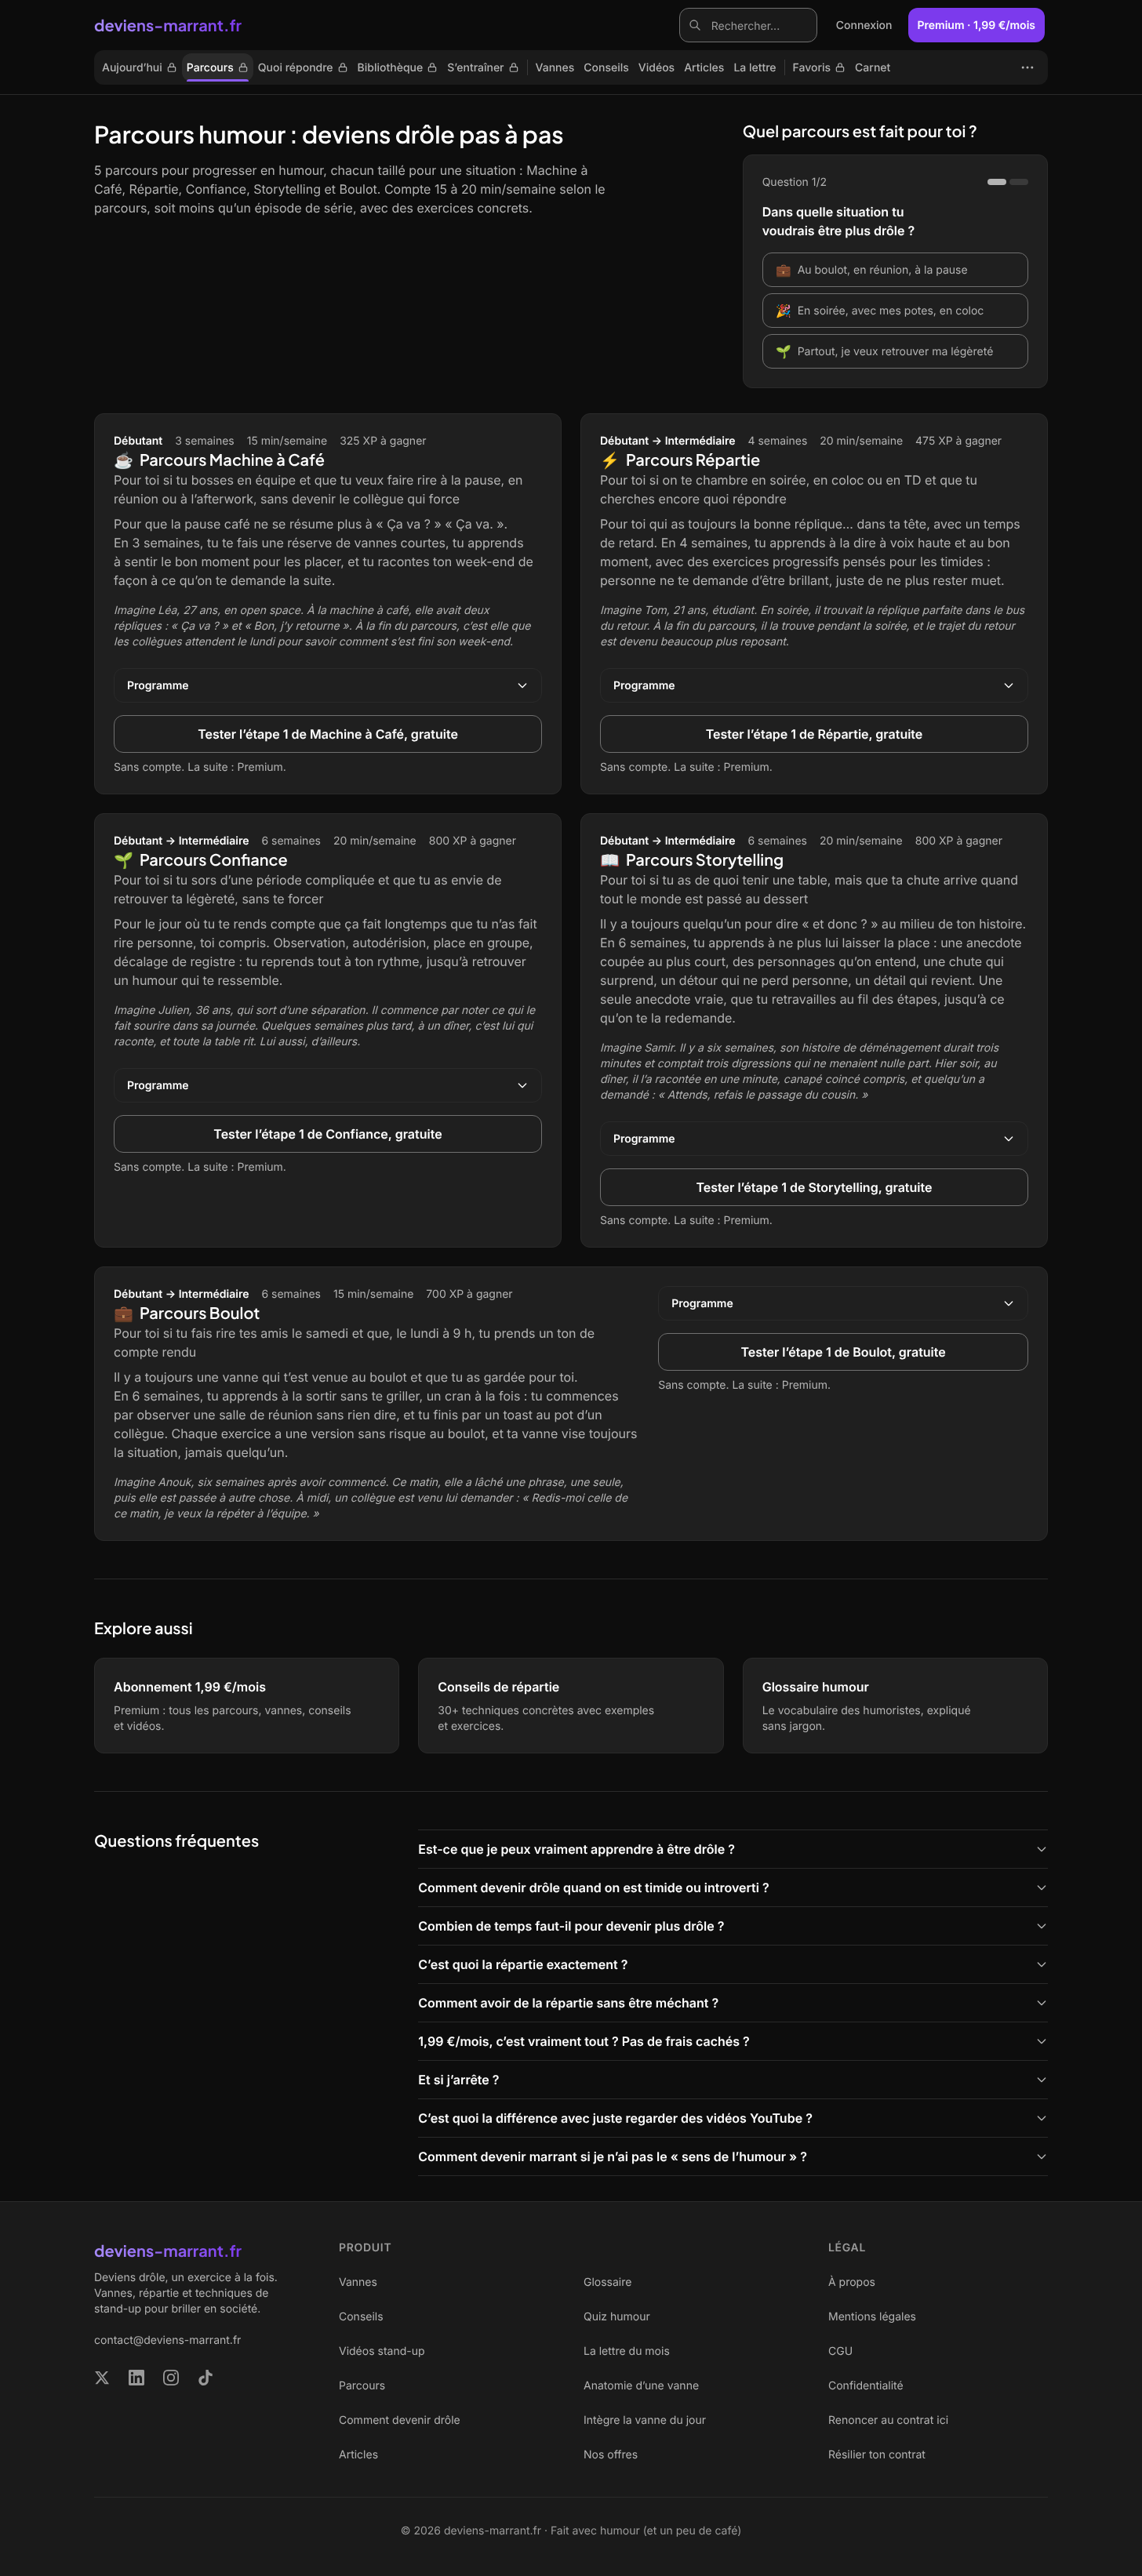 deviens-marrant.fr
Rechercher...
Connexion
Premium · 1,99 €/mois
Aujourd’hui
Parcours
Quoi répondre
Bibliothèque
S’entraîner
Vannes
Conseils
Vidéos
Articles
La lettre
Favoris
Carnet
Parcours humour : deviens drôle pas à pas
5 parcours pour progresser en humour, chacun taillé pour une situation : Machine à
Café, Répartie, Confiance, Storytelling et Boulot. Compte 15 à 20 min/semaine selon le
parcours, soit moins qu’un épisode de série, avec des exercices concrets.
Quel parcours est fait pour toi ?
Question 1/2
Dans quelle situation tu
voudrais être plus drôle ?
Au boulot, en réunion, à la pause
En soirée, avec mes potes, en coloc
Partout, je veux retrouver ma légèreté
Débutant 3 semaines 15 min/semaine 325 XP à gagner
Parcours Machine à Café
Pour toi si tu bosses en équipe et que tu veux faire rire à la pause, en
réunion ou à l’afterwork, sans devenir le collègue qui force
Pour que la pause café ne se résume plus à « Ça va ? » « Ça va. ».
En 3 semaines, tu te fais une réserve de vannes courtes, tu apprends
à sentir le bon moment pour les placer, et tu racontes ton week-end de
façon à ce qu’on te demande la suite.
Imagine Léa, 27 ans, en open space. À la machine à café, elle avait deux
répliques : « Ça va ? » et « Bon, j’y retourne ». À la fin du parcours, c’est elle que
les collègues attendent le lundi pour savoir comment s’est fini son week-end.
Programme
Tester l’étape 1 de Machine à Café, gratuite
Sans compte. La suite : Premium.
Débutant → Intermédiaire 4 semaines 20 min/semaine 475 XP à gagner
Parcours Répartie
Pour toi si on te chambre en soirée, en coloc ou en TD et que tu
cherches encore quoi répondre
Pour toi qui as toujours la bonne réplique... dans ta tête, avec un temps
de retard. En 4 semaines, tu apprends à la dire à voix haute et au bon
moment, avec des exercices progressifs pensés pour les timides :
personne ne te demande d’être brillant, juste de ne plus rester muet.
Imagine Tom, 21 ans, étudiant. En soirée, il trouvait la réplique parfaite dans le bus
du retour. À la fin du parcours, il la trouve pendant la soirée, et le trajet du retour
est devenu beaucoup plus reposant.
Programme
Tester l’étape 1 de Répartie, gratuite
Sans compte. La suite : Premium.
Débutant → Intermédiaire 6 semaines 20 min/semaine 800 XP à gagner
Parcours Confiance
Pour toi si tu sors d’une période compliquée et que tu as envie de
retrouver ta légèreté, sans te forcer
Pour le jour où tu te rends compte que ça fait longtemps que tu n’as fait
rire personne, toi compris. Observation, autodérision, place en groupe,
décalage de registre : tu reprends tout à ton rythme, jusqu’à retrouver
un humour qui te ressemble.
Imagine Julien, 36 ans, qui sort d’une séparation. Il commence par noter ce qui le
fait sourire dans sa journée. Quelques semaines plus tard, à un dîner, c’est lui qui
raconte, et toute la table rit. Lui aussi, d’ailleurs.
Programme
Tester l’étape 1 de Confiance, gratuite
Sans compte. La suite : Premium.
Débutant → Intermédiaire 6 semaines 20 min/semaine 800 XP à gagner
Parcours Storytelling
Pour toi si tu as de quoi tenir une table, mais que ta chute arrive quand
tout le monde est passé au dessert
Il y a toujours quelqu’un pour dire « et donc ? » au milieu de ton histoire.
En 6 semaines, tu apprends à ne plus lui laisser la place : une anecdote
coupée au plus court, des personnages qu’on entend, une chute qui
surprend, un détour qui ne perd personne, un détail qui revient. Une
seule anecdote vraie, que tu retravailles au fil des étapes, jusqu’à ce
qu’on te la redemande.
Imagine Samir. Il y a six semaines, son histoire de déménagement durait trois
minutes et comptait trois digressions qui ne menaient nulle part. Hier soir, au
dîner, il l’a racontée en une minute, canapé coincé compris, et quelqu’un a
demandé : « Attends, refais le passage du cousin. »
Programme
Tester l’étape 1 de Storytelling, gratuite
Sans compte. La suite : Premium.
Débutant → Intermédiaire 6 semaines 15 min/semaine 700 XP à gagner
Parcours Boulot
Pour toi si tu fais rire tes amis le samedi et que, le lundi à 9 h, tu prends un ton de
compte rendu
Il y a toujours une vanne qui t’est venue au boulot et que tu as gardée pour toi.
En 6 semaines, tu apprends à la sortir sans te griller, un cran à la fois : tu commences
par observer une salle de réunion sans rien dire, et tu finis par un toast au pot d’un
collègue. Chaque exercice a une version sans risque au boulot, et ta vanne vise toujours
la situation, jamais quelqu’un.
Imagine Anouk, six semaines après avoir commencé. Ce matin, elle a lâché une phrase, une seule,
puis elle est passée à autre chose. À midi, un collègue est venu lui demander : « Redis-moi celle de
ce matin, je veux la répéter à l’équipe. »
Programme
Tester l’étape 1 de Boulot, gratuite
Sans compte. La suite : Premium.
Explore aussi
Abonnement 1,99 €/mois
Premium : tous les parcours, vannes, conseils
et vidéos.
Conseils de répartie
30+ techniques concrètes avec exemples
et exercices.
Glossaire humour
Le vocabulaire des humoristes, expliqué
sans jargon.
Questions fréquentes
Est-ce que je peux vraiment apprendre à être drôle ?
Comment devenir drôle quand on est timide ou introverti ?
Combien de temps faut-il pour devenir plus drôle ?
C’est quoi la répartie exactement ?
Comment avoir de la répartie sans être méchant ?
1,99 €/mois, c’est vraiment tout ? Pas de frais cachés ?
Et si j’arrête ?
C’est quoi la différence avec juste regarder des vidéos YouTube ?
Comment devenir marrant si je n’ai pas le « sens de l’humour » ?
deviens-marrant.fr
Deviens drôle, un exercice à la fois.
Vannes, répartie et techniques de
stand-up pour briller en société.
contact@deviens-marrant.fr
PRODUIT
Vannes
Conseils
Vidéos stand-up
Parcours
Comment devenir drôle
Articles
Glossaire
Quiz humour
La lettre du mois
Anatomie d’une vanne
Intègre la vanne du jour
Nos offres
LÉGAL
À propos
Mentions légales
CGU
Confidentialité
Renoncer au contrat ici
Résilier ton contrat
© 2026 deviens-marrant.fr · Fait avec humour (et un peu de café)